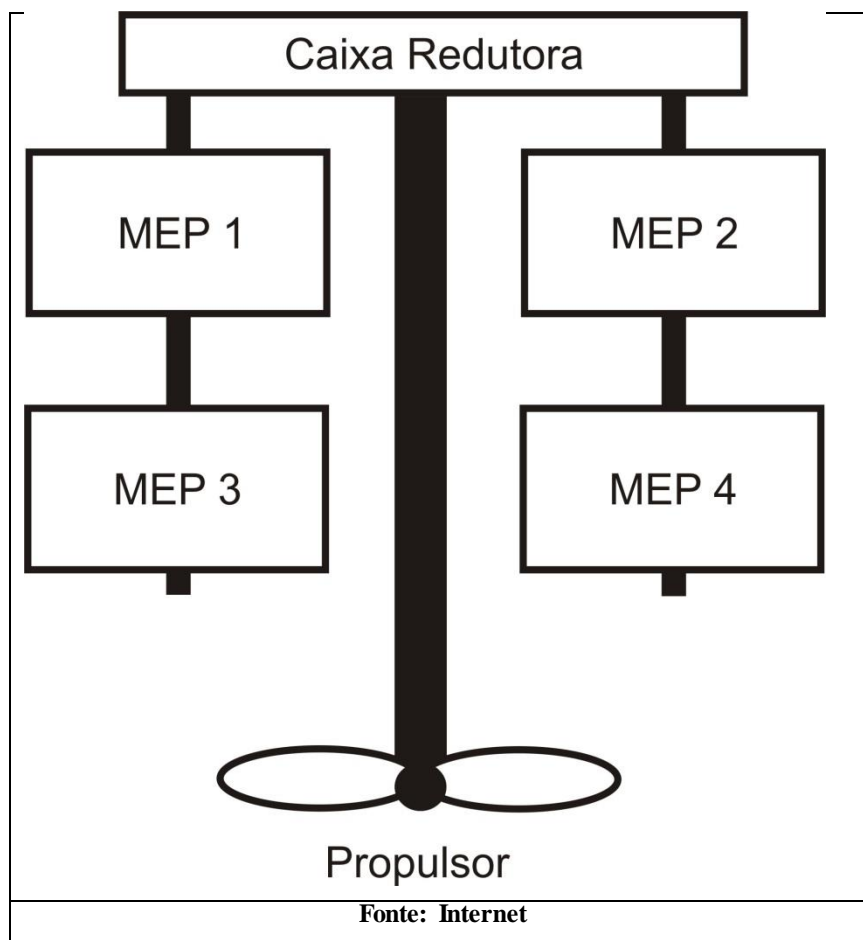 Caixa Redutora
MEP 1
MEP 2
MEP 3
MEP 4
Propulsor
Fonte: Internet